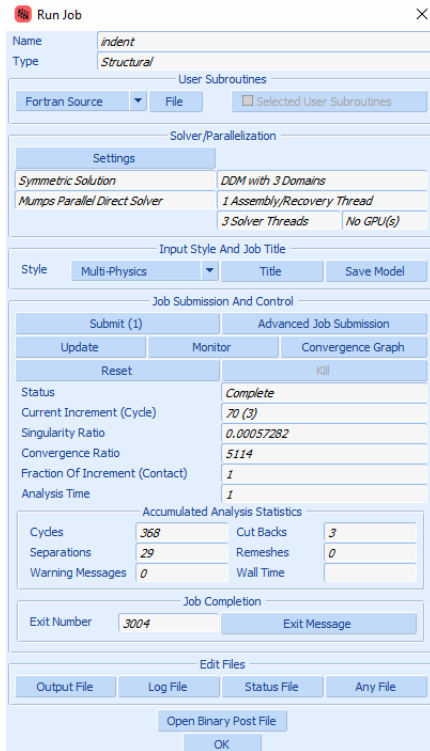 Run Job
Name indent
Type Structural
User Subroutines
Fortran Source File Selected User Subroutines
Solver/Parallelization
Settings
Symmetric Solution DDM with 3 Domains
Mumps Parallel Direct Solver 1 Assembly/Recovery Thread
3 Solver Threads No GPU(s)
Input Style And Job Title
Style Multi-Physics Title Save Model
Job Submission And Control
Submit (1) Advanced Job Submission
Update Monitor Convergence Graph
Reset Kill
Status Complete
Current Increment (Cycle) 70 (3)
Singularity Ratio 0.00057282
Convergence Ratio 5114
Fraction Of Increment (Contact) 1
Analysis Time 1
Accumulated Analysis Statistics
Cycles 368 Cut Backs 3
Separations 29 Remeshes 0
Warning Messages 0 Wall Time
Job Completion
Exit Number 3004 Exit Message
Edit Files
Output File Log File Status File Any File
Open Binary Post File
OK